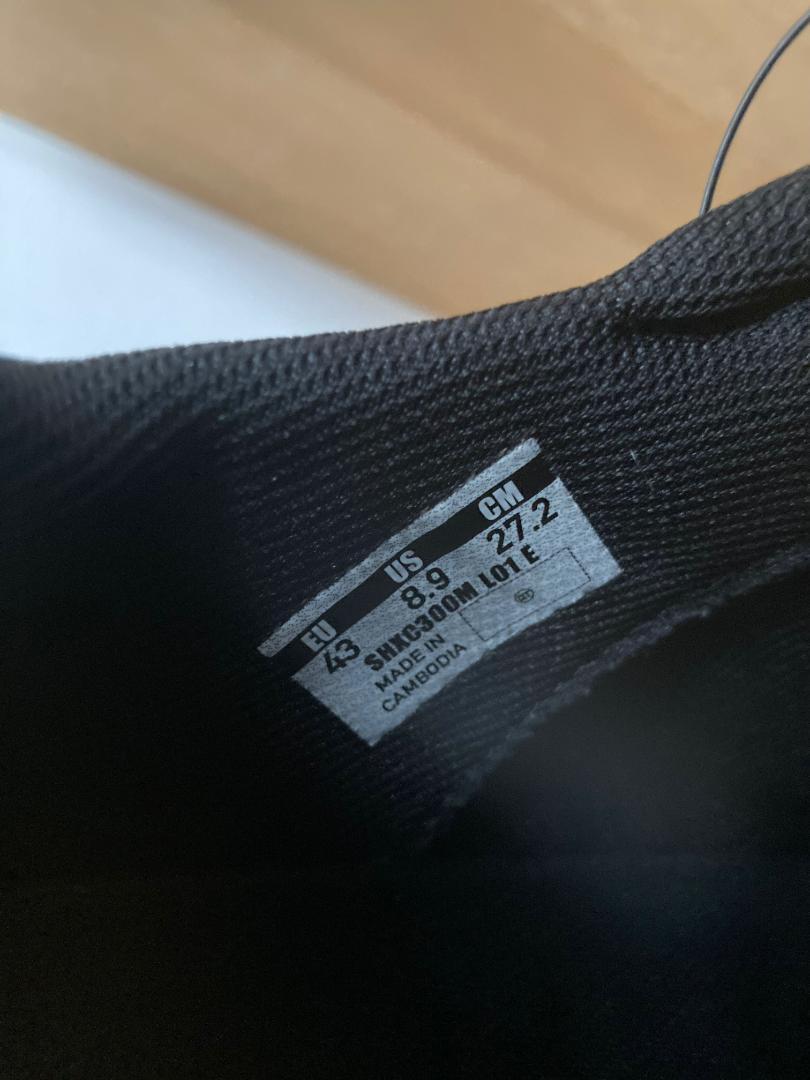 EU US CM
43 8.9 27.2
SHXC300M L01 E
MADE IN
CAMBODIA